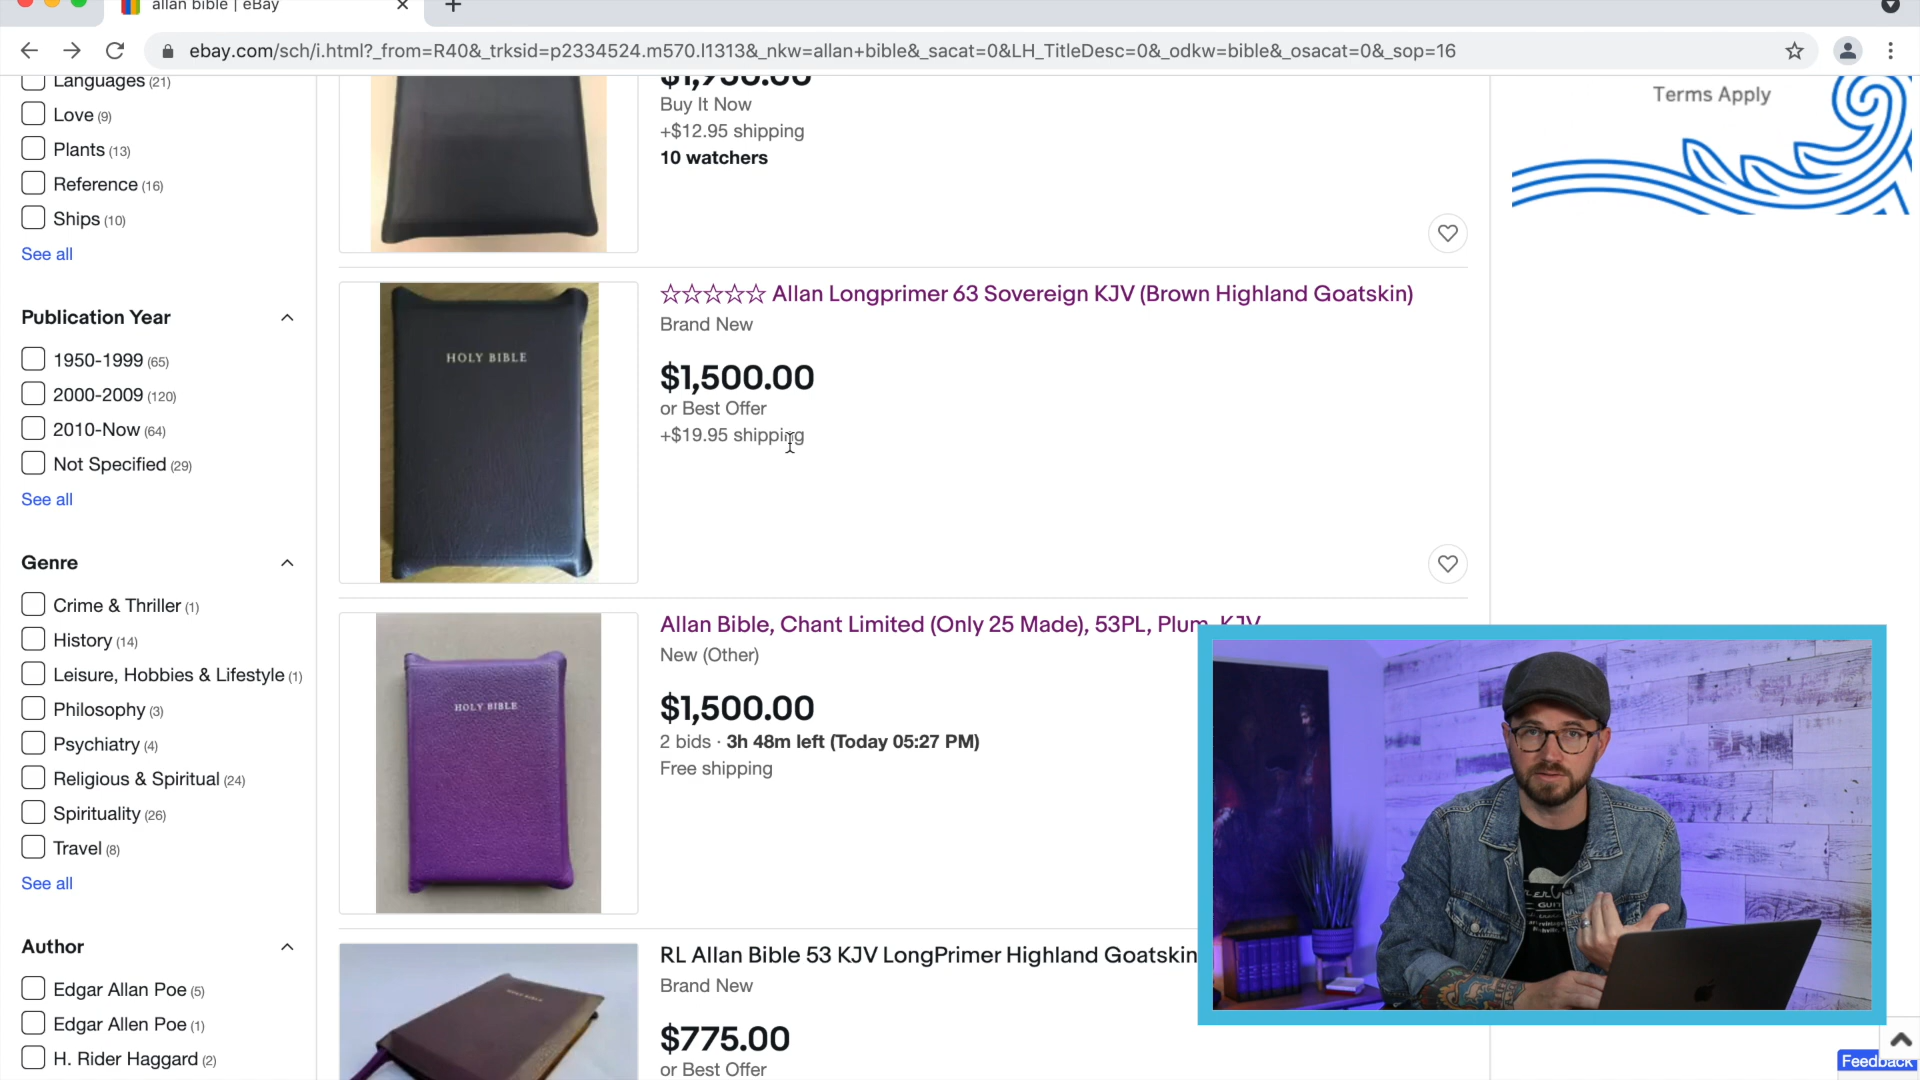 allan bible | eBay
ebay.com/sch/i.html?_from=R40&_trksid=p2334524.m570.l1313&_nkw=allan+bible&_sacat=0&LH_TitleDesc=0&_odkw=bible&_osacat=0&_sop=16
Languages (21)
Love (9)
Plants (13)
Reference (16)
Ships (10)
See all
Publication Year
1950-1999 (65)
2000-2009 (120)
2010-Now (64)
Not Specified (29)
See all
Genre
Crime & Thriller (1)
History (14)
Leisure, Hobbies & Lifestyle (1)
Philosophy (3)
Psychiatry (4)
Religious & Spiritual (24)
Spirituality (26)
Travel (8)
See all
Author
Edgar Allan Poe (5)
Edgar Allen Poe (1)
H. Rider Haggard (2)
$1,950.00
Buy It Now
+$12.95 shipping
10 watchers
HOLY BIBLE
☆☆☆☆☆ Allan Longprimer 63 Sovereign KJV (Brown Highland Goatskin)
Brand New
$1,500.00
or Best Offer
+$19.95 shipping
HOLY BIBLE
Allan Bible, Chant Limited (Only 25 Made), 53PL, Plum, KJV
New (Other)
$1,500.00
2 bids · 3h 48m left (Today 05:27 PM)
Free shipping
HOLY BIBLE
RL Allan Bible 53 KJV LongPrimer Highland Goatskin
Brand New
$775.00
or Best Offer
Terms Apply
Feedback